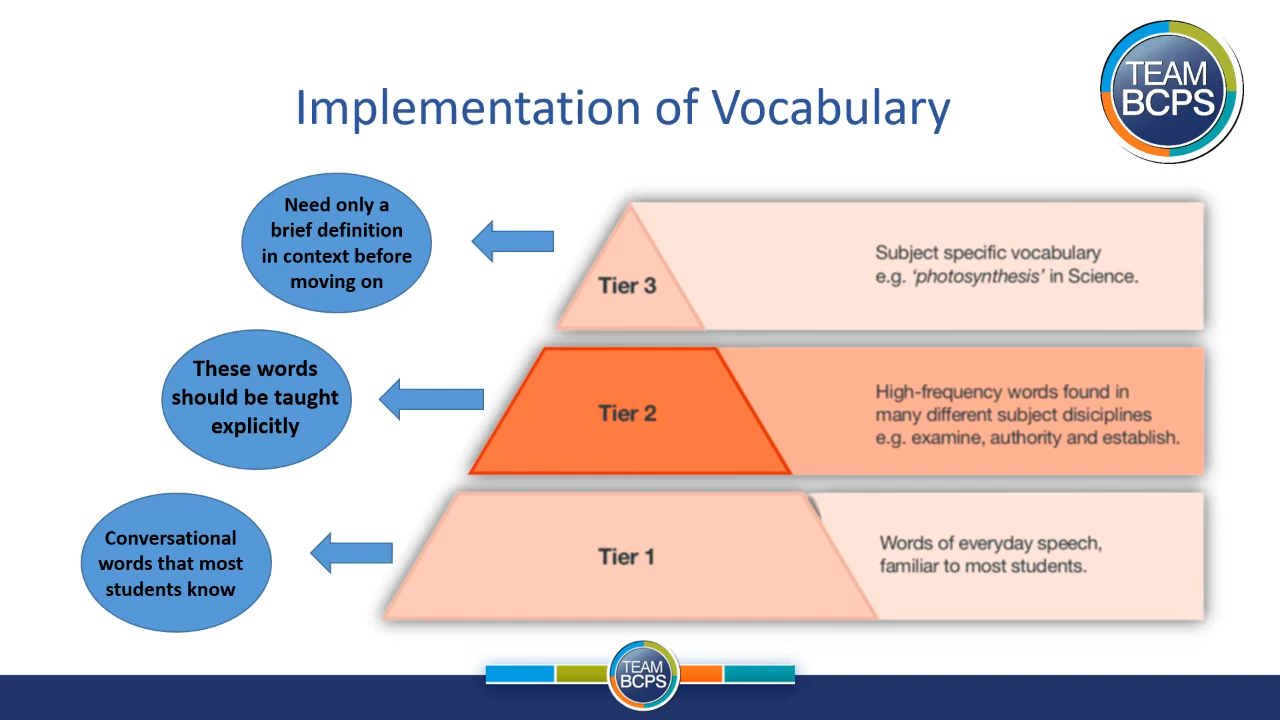 TEAM
BCPS
Implementation of Vocabulary
Need only a
brief definition
in context before
moving on
Tier 3
Subject specific vocabulary
e.g. ‘photosynthesis’ in Science.
These words
should be taught
explicitly
Tier 2
High-frequency words found in
many different subject disiciplines
e.g. examine, authority and establish.
Conversational
words that most
students know
Tier 1
Words of everyday speech,
familiar to most students.
TEAM
BCPS